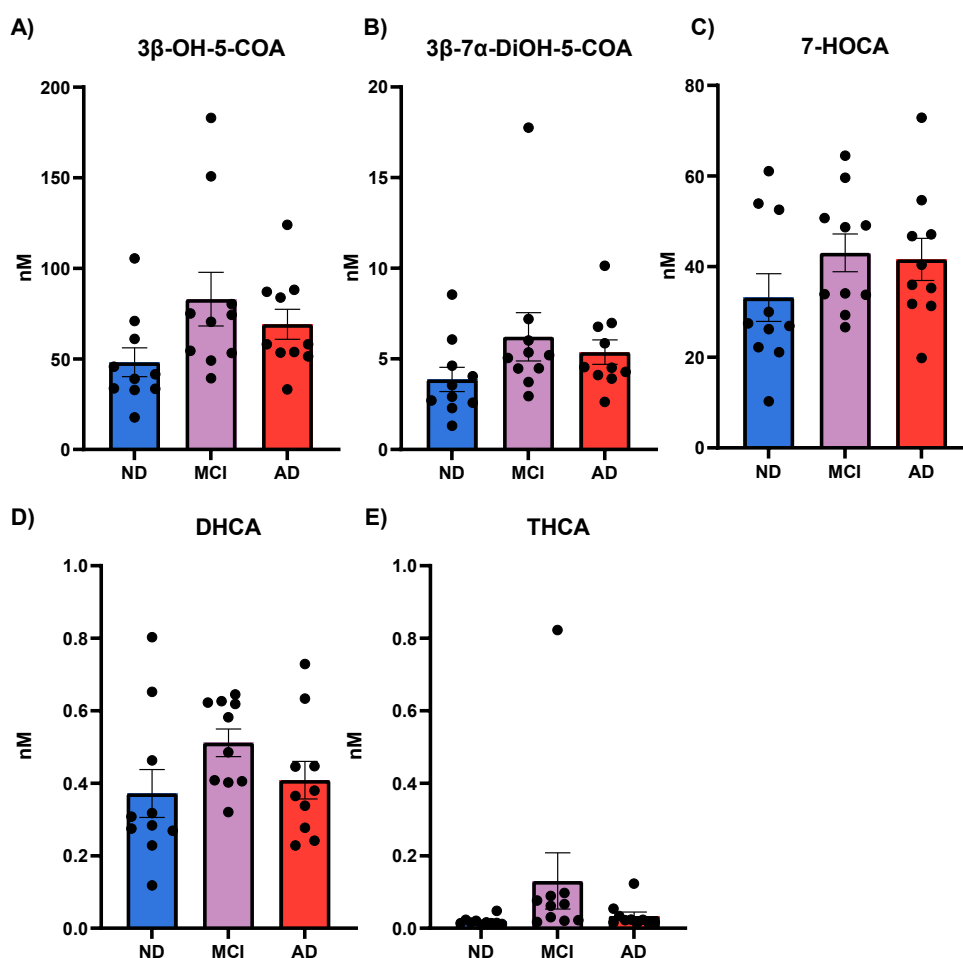 A)
3β-OH-5-COA
nM
200
150
100
50
0
ND MCI AD
B)
3β-7α-DiOH-5-COA
nM
20
15
10
5
0
ND MCI AD
C)
7-HOCA
nM
80
60
40
20
0
ND MCI AD
D)
DHCA
nM
1.0
0.8
0.6
0.4
0.2
0.0
ND MCI AD
E)
THCA
nM
1.0
0.8
0.6
0.4
0.2
0.0
ND MCI AD